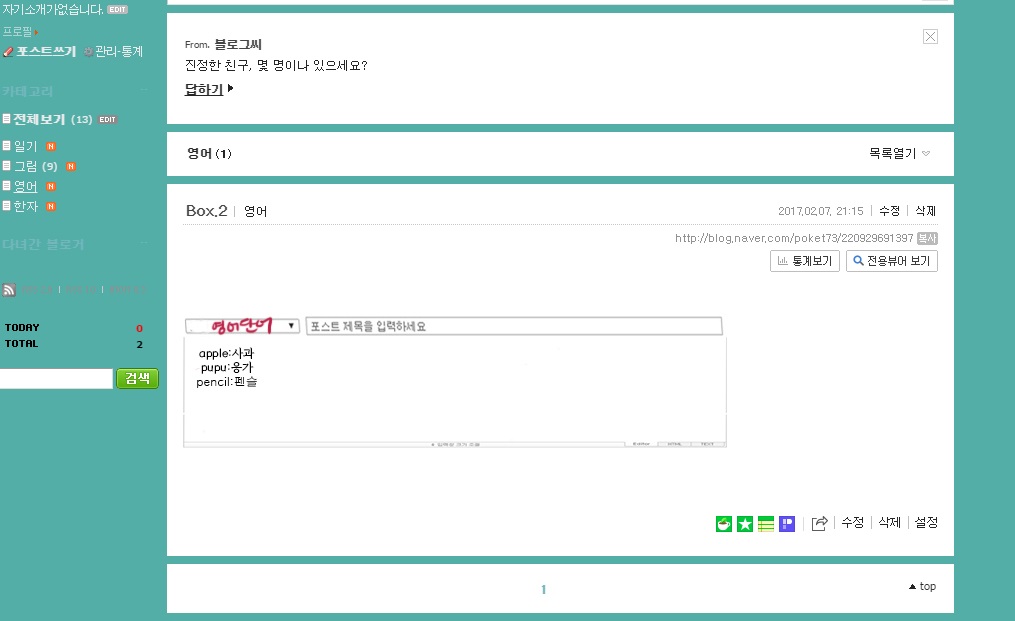 자기소개가없습니다. EDIT
프로필
포스트쓰기 관리·통계
카테고리
전체보기 (13) EDIT
일기 N
그림 (9) N
영어 N
한자 N
다녀간 블로거
TODAY 0
TOTAL 2
검색
From. 블로그씨
진정한 친구, 몇 명이나 있으세요?
답하기
영어 (1)
목록열기
Box.2 | 영어
2017.02.07. 21:15 | 수정 | 삭제
http://blog.naver.com/poket73/220929691397 복사
통계보기 전용뷰어 보기
영어단어 포스트 제목을 입력하세요
apple:사과
pupu:응가
pencil:펜슬
Editor HTML TEXT
수정 | 삭제 | 설정
1
top